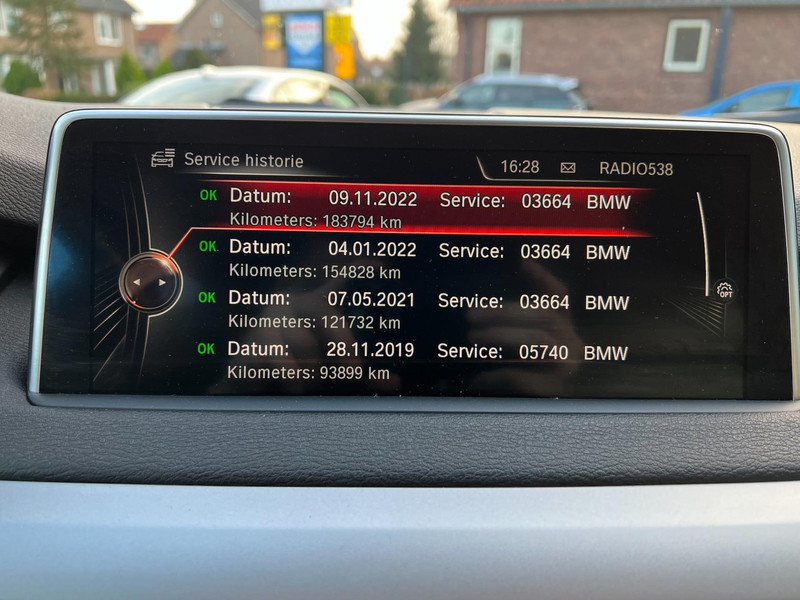 Service historie
16:28 RADIO538
OK Datum: 09.11.2022 Service: 03664 BMW
Kilometers: 183794 km
OK Datum: 04.01.2022 Service: 03664 BMW
Kilometers: 154828 km
OK Datum: 07.05.2021 Service: 03664 BMW
Kilometers: 121732 km
OK Datum: 28.11.2019 Service: 05740 BMW
Kilometers: 93899 km
OPT